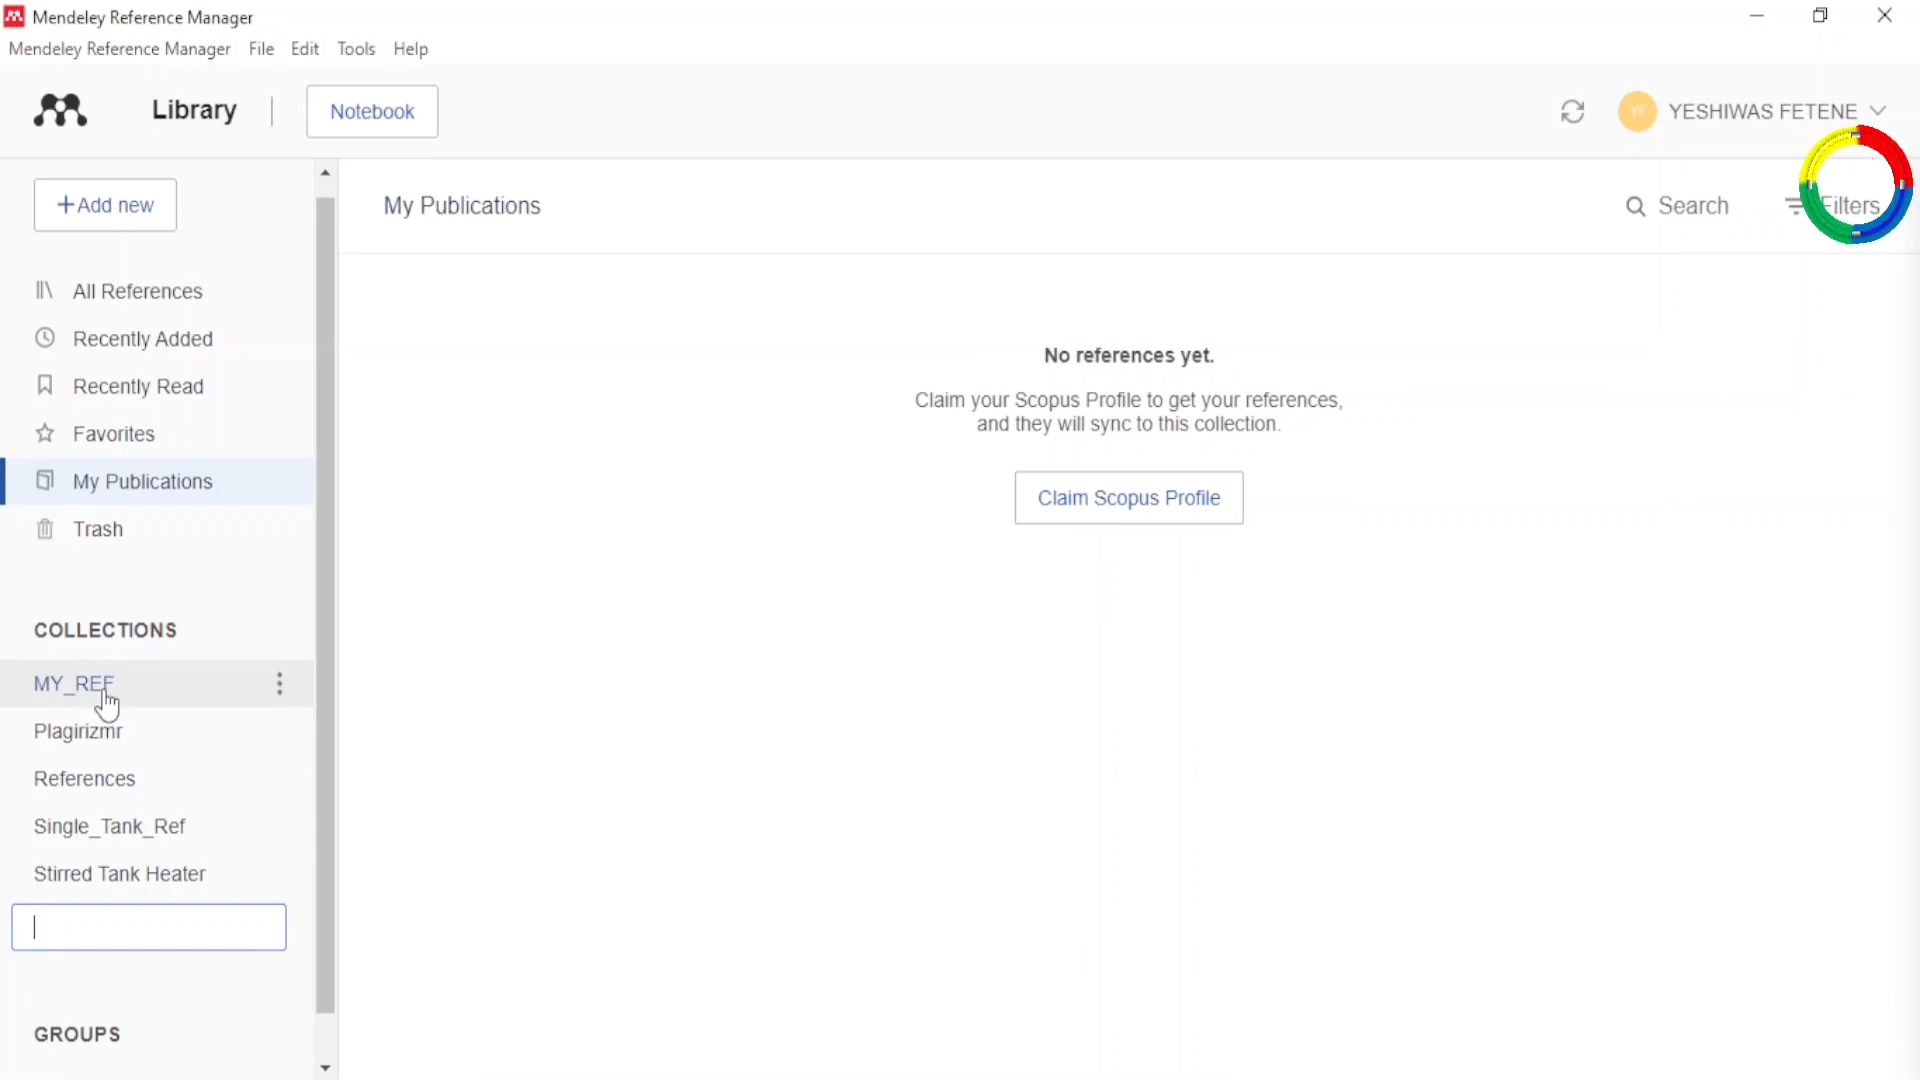 Mendeley Reference Manager
Mendeley Reference Manager File Edit Tools Help
Library
Notebook
YF YESHIWAS FETENE
+Add new
My Publications
Search
Filters
All References
Recently Added
Recently Read
Favorites
My Publications
Trash
No references yet.
Claim your Scopus Profile to get your references,
and they will sync to this collection.
Claim Scopus Profile
COLLECTIONS
MY_REF
Plagirizmr
References
Single_Tank_Ref
Stirred Tank Heater
GROUPS